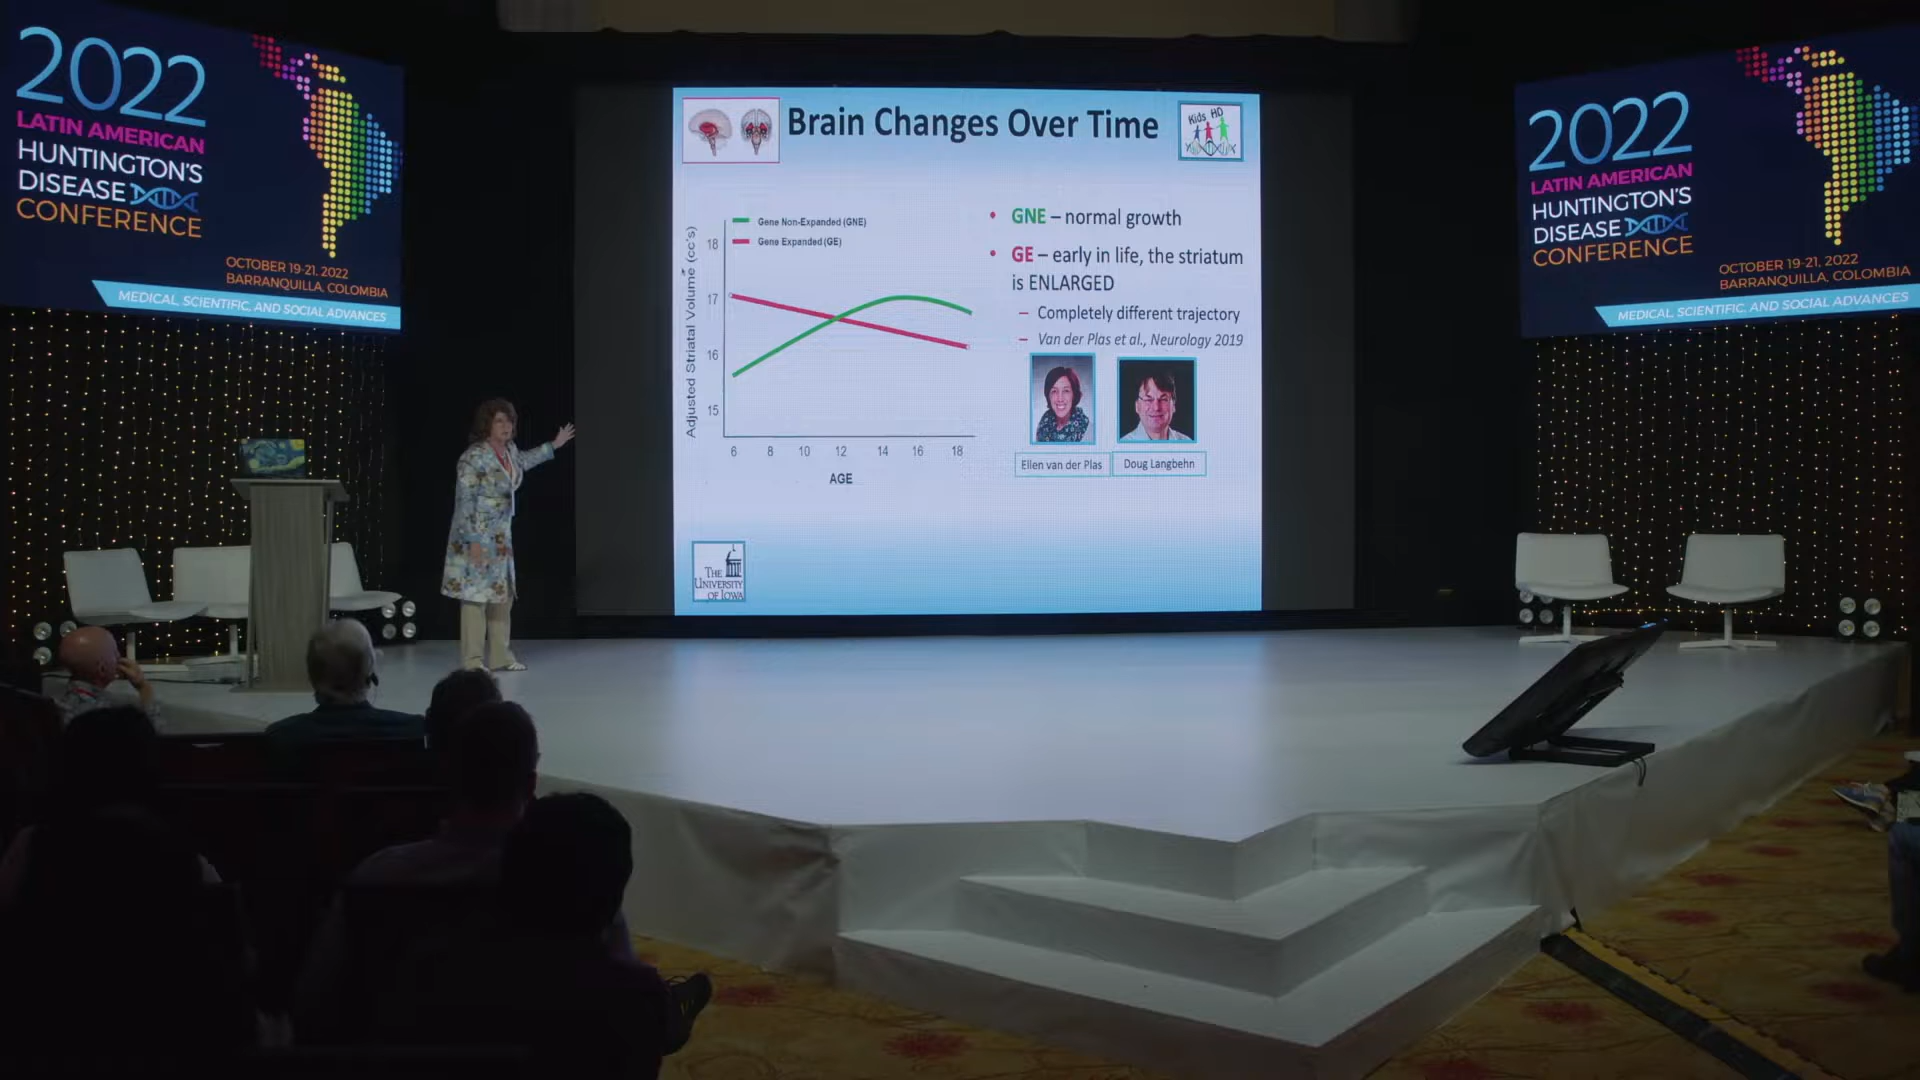 2022
LATIN AMERICAN
HUNTINGTON'S
DISEASE
CONFERENCE
OCTOBER 19-21, 2022
BARRANQUILLA, COLOMBIA
MEDICAL, SCIENTIFIC, AND SOCIAL ADVANCES
Brain Changes Over Time
Kids HD
Gene Non-Expanded (GNE)
Gene Expanded (GE)
Adjusted Striatal Volume (cc's)
18
17
16
15
6 8 10 12 14 16 18
AGE
• GNE – normal growth
• GE – early in life, the striatum
is ENLARGED
– Completely different trajectory
– Van der Plas et al., Neurology 2019
Ellen van der Plas
Doug Langbehn
THE
UNIVERSITY
OF IOWA
2022
LATIN AMERICAN
HUNTINGTON'S
DISEASE
CONFERENCE
OCTOBER 19-21, 2022
BARRANQUILLA, COLOMBIA
MEDICAL, SCIENTIFIC, AND SOCIAL ADVANCES